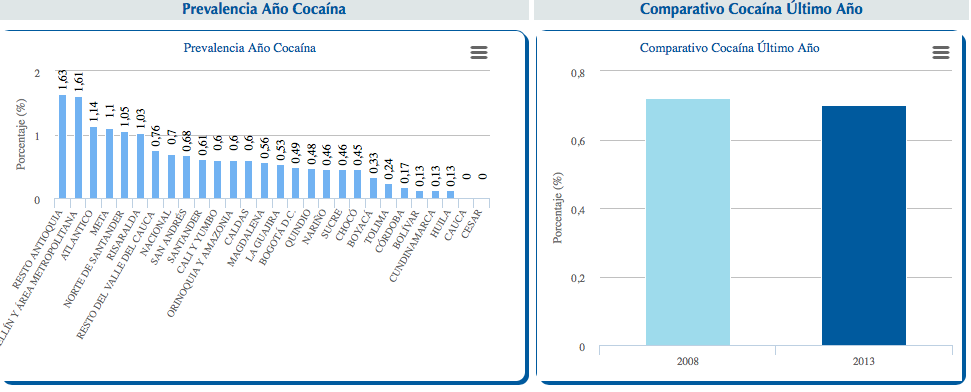 Prevalencia Año Cocaína
Prevalencia Año Cocaína
Porcentaje (%)
2
1
0
1,63
1,61
1,14
1,1
1,05
1,03
0,76
0,7
0,68
0,61
0,6
0,6
0,6
0,56
0,53
0,49
0,48
0,46
0,46
0,45
0,33
0,24
0,17
0,13
0,13
0,13
0
0
RESTO ANTIOQUIA
ELLÍN Y ÁREA METROPOLITANA
ATLANTICO
META
NORTE DE SANTANDER
RISARALDA
RESTO DEL VALLE DEL CAUCA
NACIONAL
SAN ANDRÉS
SANTANDER
CALI Y YUMBO
ORINOQUIA Y AMAZONIA
CALDAS
MAGDALENA
LA GUAJIRA
BOGOTÁ D.C.
QUINDIO
NARIÑO
SUCRE
CHOCÓ
BOYACÁ
TOLIMA
CÓRDOBA
BOLÍVAR
CUNDINAMARCA
HUILA
CAUCA
CESAR
Comparativo Cocaína Último Año
Comparativo Cocaína Último Año
Porcentaje (%)
0,8
0,6
0,4
0,2
0
2008
2013